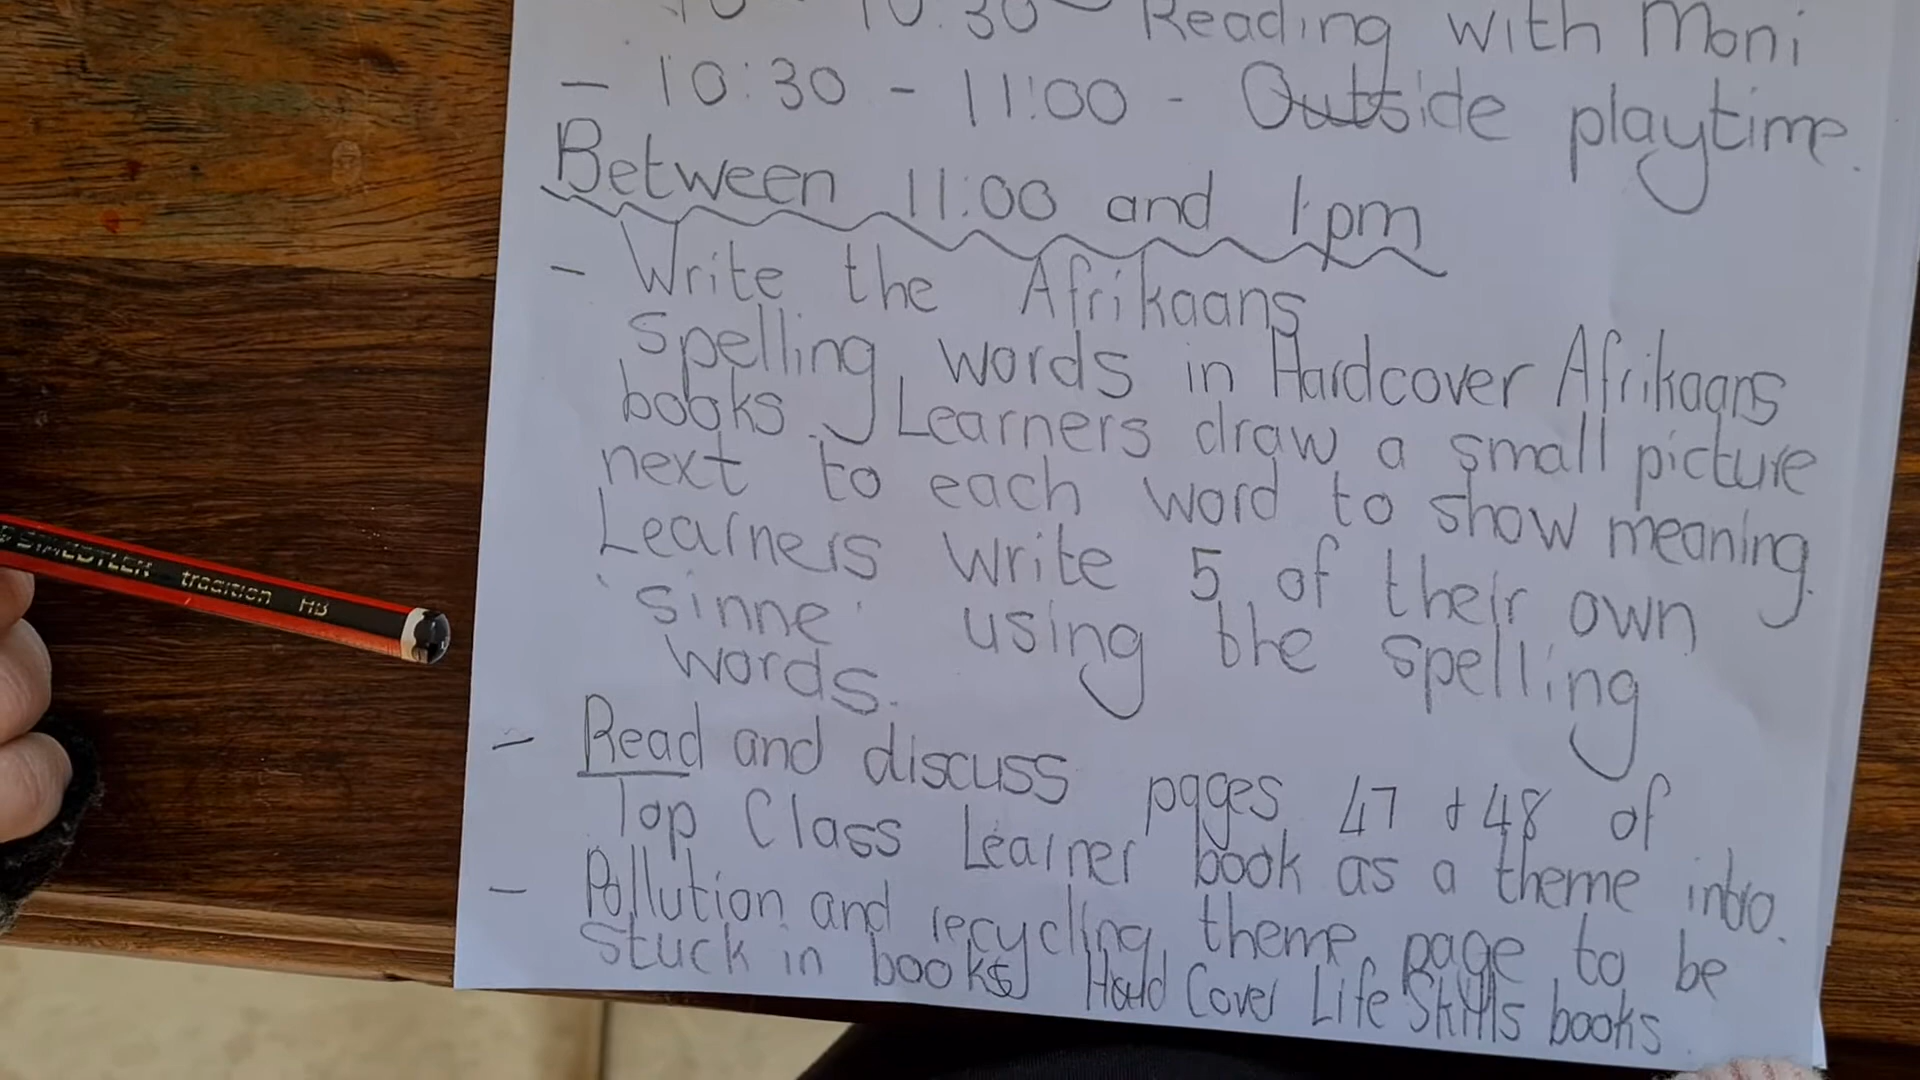 10 - 10:30 - Reading with Moni
- 10:30 - 11:00 - Outside playtime.
Between 11:00 and 1pm
- Write the Afrikaans
spelling words in Hardcover Afrikaans
books. Learners draw a small picture
next to each word to show meaning.
Learners write 5 of their own
'sinne' using the spelling
words.
- Read and discuss pages 47 + 48 of
Top Class Learner book as a theme intro.
- Pollution and recycling theme page to be
stuck in books Hard Cover Life Skills books.
STAEDTLER tradition HB